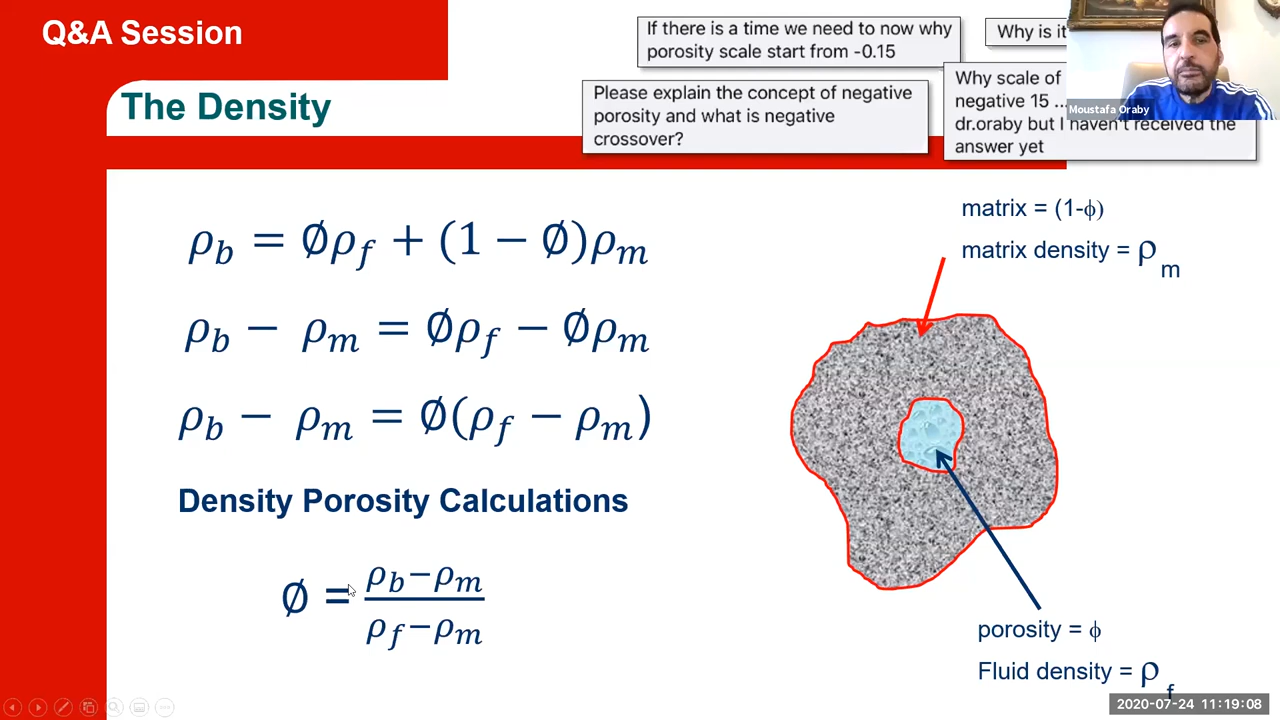 Q&A Session
The Density
If there is a time we need to now why
porosity scale start from -0.15
Why is it
Please explain the concept of negative
porosity and what is negative
crossover?
Why scale of
negative 15 ...
dr.oraby but I haven't received the
answer yet
Moustafa Oraby
ρb = ∅ρf + (1 − ∅)ρm
ρb − ρm = ∅ρf − ∅ρm
ρb − ρm = ∅(ρf − ρm)
Density Porosity Calculations
∅ = ρb−ρm / ρf−ρm
matrix = (1-ϕ)
matrix density = ρm
porosity = ϕ
Fluid density = ρf
2020-07-24 11:19:08